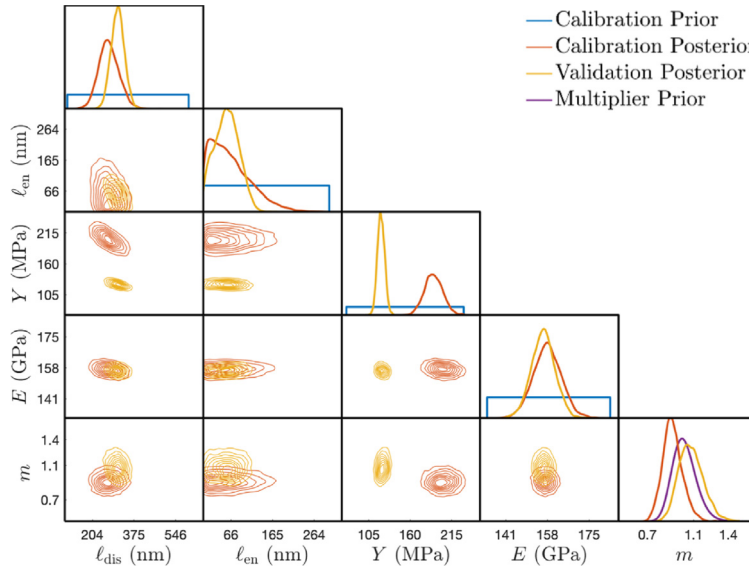 Calibration Prior
Calibration Posterior
Validation Posterior
Multiplier Prior
264
165
66
ℓen (nm)
215
160
105
Y (MPa)
175
158
141
E (GPa)
1.4
1.1
0.7
m
204 375 546
66 165 264
105 160 215
141 158 175
0.7 1.1 1.4
ℓdis (nm)
ℓen (nm)
Y (MPa)
E (GPa)
m